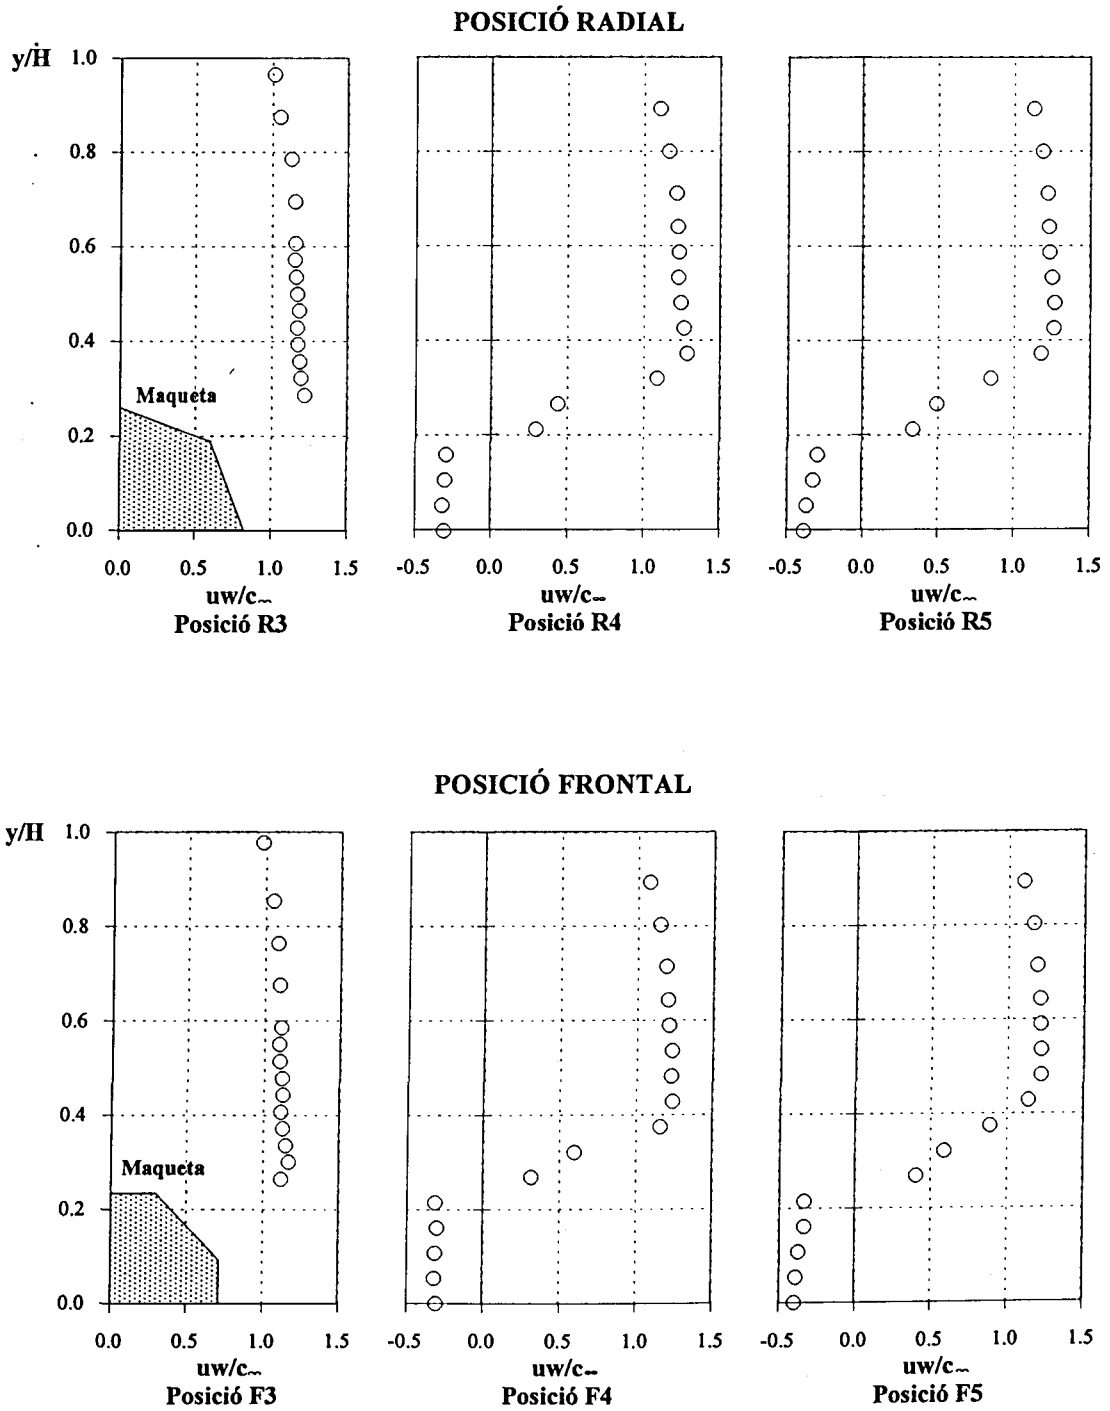 POSICIÓ RADIAL
y/H
1.0
0.8
0.6
0.4
0.2
0.0
Maqueta
0.0 0.5 1.0 1.5
uw/c∞
Posició R3
-0.5 0.0 0.5 1.0 1.5
uw/c∞
Posició R4
-0.5 0.0 0.5 1.0 1.5
uw/c∞
Posició R5
POSICIÓ FRONTAL
y/H
1.0
0.8
0.6
0.4
0.2
0.0
Maqueta
0.0 0.5 1.0 1.5
uw/c∞
Posició F3
-0.5 0.0 0.5 1.0 1.5
uw/c∞
Posició F4
-0.5 0.0 0.5 1.0 1.5
uw/c∞
Posició F5